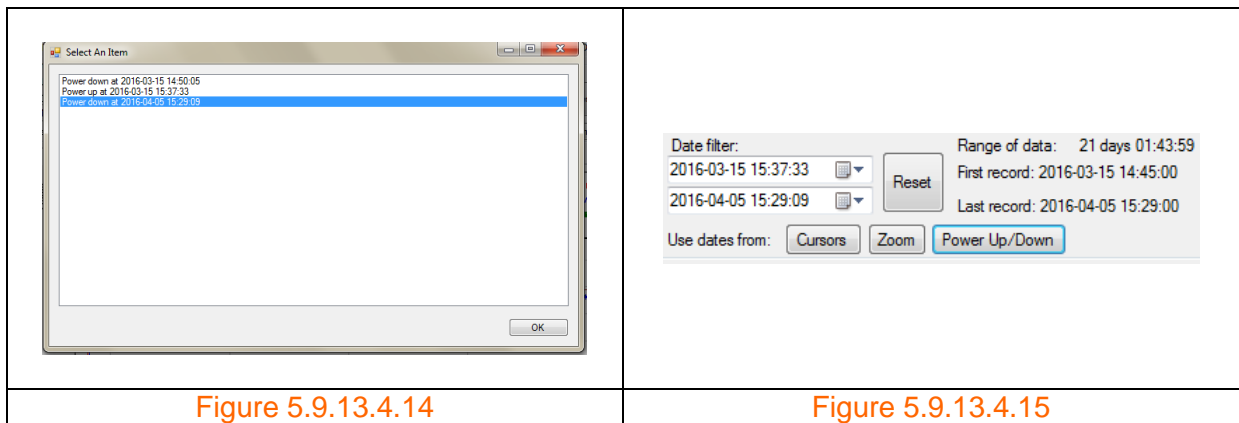 Select An Item
Power down at 2016-03-15 14:50:05
Power up at 2016-03-15 15:37:33
Power down at 2016-04-05 15:29:09
OK
Date filter:
Range of data: 21 days 01:43:59
2016-03-15 15:37:33
Reset
First record: 2016-03-15 14:45:00
2016-04-05 15:29:09
Last record: 2016-04-05 15:29:00
Use dates from:
Cursors
Zoom
Power Up/Down
Figure 5.9.13.4.14
Figure 5.9.13.4.15